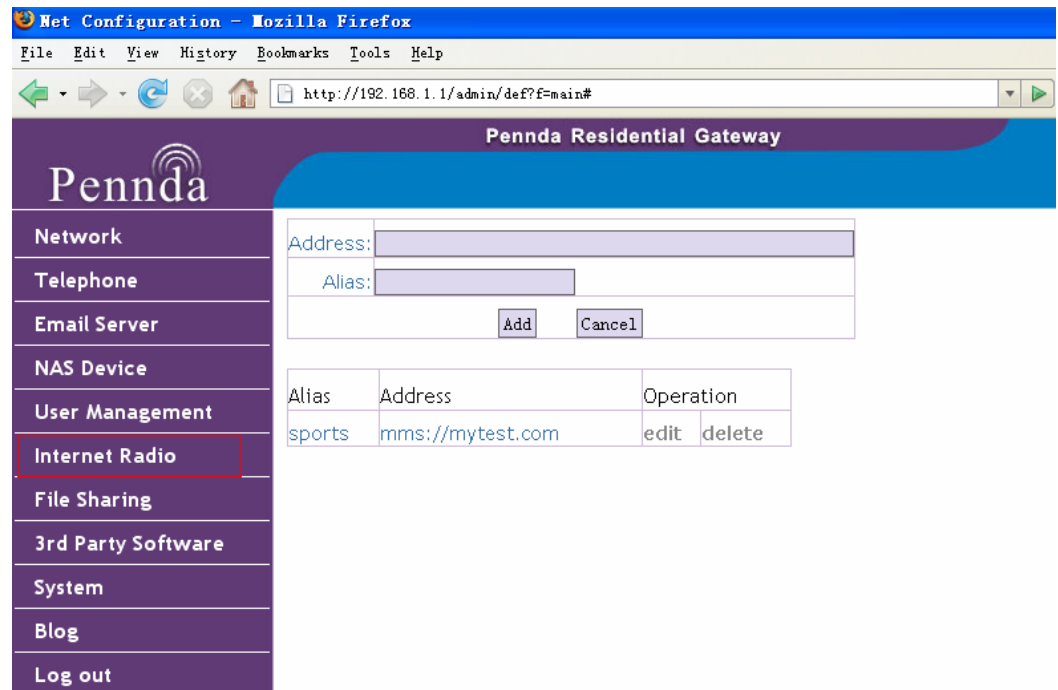 Net Configuration - Mozilla Firefox
File Edit View History Bookmarks Tools Help
http://192.168.1.1/admin/def?f=main#
Pennda Residential Gateway
Pennda
Network
Telephone
Email Server
NAS Device
User Management
Internet Radio
File Sharing
3rd Party Software
System
Blog
Log out
Address:
Alias:
Add Cancel
Alias Address Operation
sports mms://mytest.com edit delete